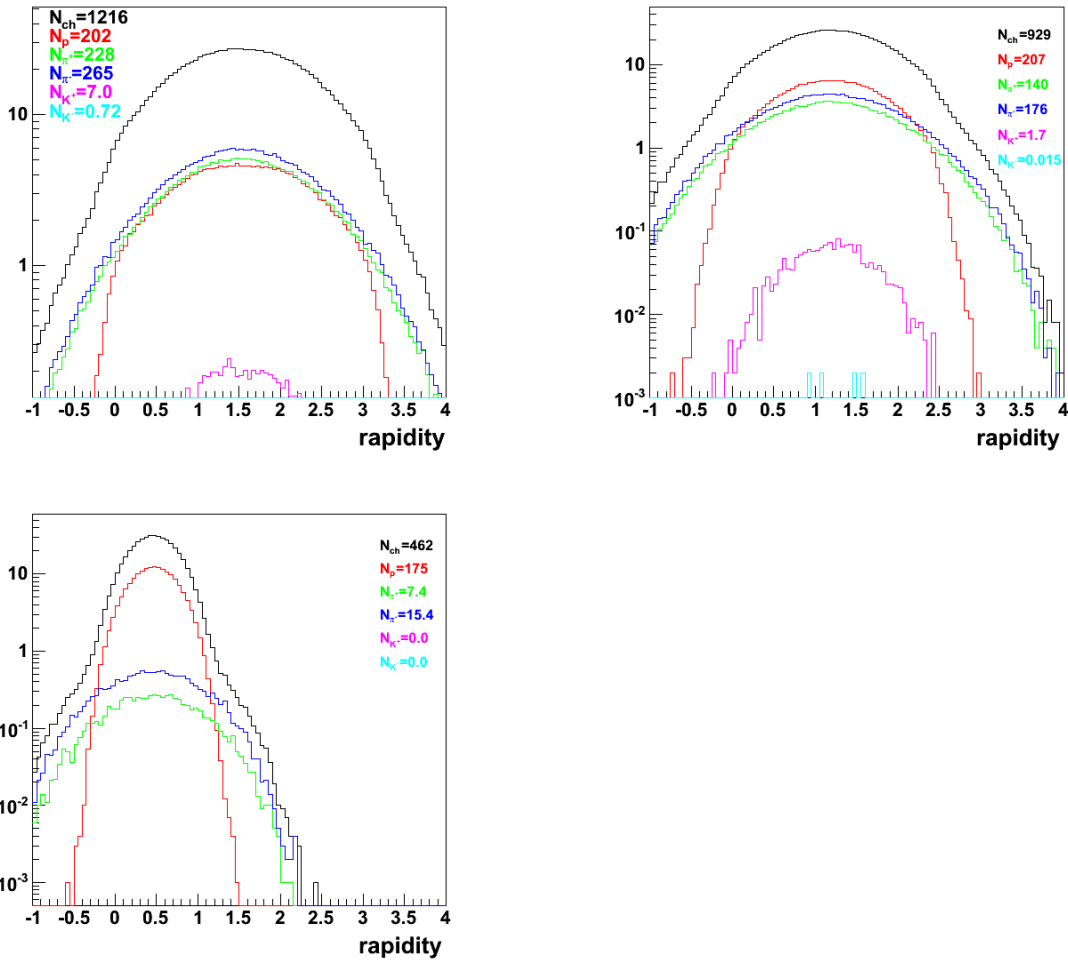 N_ch=1216
N_p=202
N_π+=228
N_π-=265
N_K+=7.0
N_K-=0.72
10
1
-1 -0.5 0 0.5 1 1.5 2 2.5 3 3.5 4
rapidity
N_ch=929
N_p=207
N_π+=140
N_π-=176
N_K+=1.7
N_K-=0.015
10
1
10^-1
10^-2
10^-3
-1 -0.5 0 0.5 1 1.5 2 2.5 3 3.5 4
rapidity
N_ch=462
N_p=175
N_π+=7.4
N_π-=15.4
N_K+=0.0
N_K-=0.0
10
1
10^-1
10^-2
10^-3
-1 -0.5 0 0.5 1 1.5 2 2.5 3 3.5 4
rapidity